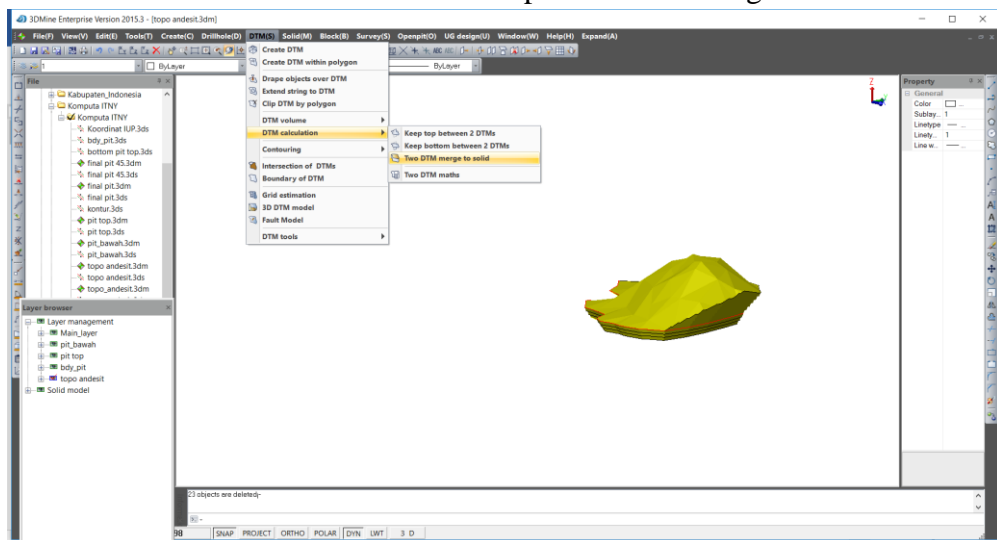 3DMine Enterprise Version 2015.3 - [topo andesit.3dm]
File(F) View(V) Edit(E) Tools(T) Create(C) Drillhole(D) DTM(S) Solid(M) Block(B) Survey(S) Openpit(O) UG design(U) Window(W) Help(H) Expand(A)
1 ByLayer ByLayer
File
Kabupaten_Indonesia
Komputa ITNY
Komputa ITNY
Koordinat IUP.3ds
bdy_pit.3ds
bottom pit top.3ds
final pit 45.3dm
final pit 45.3ds
final pit.3dm
final pit.3ds
kontur.3ds
pit top.3dm
pit top.3ds
pit_bawah.3dm
pit_bawah.3ds
topo andesit.3dm
topo andesit.3ds
topo_andesit.3dm
Layer browser
Layer management
Main_layer
pit_bawah
pit top
bdy_pit
topo andesit
Solid model
Create DTM
Create DTM within polygon
Drape objects over DTM
Extend string to DTM
Clip DTM by polygon
DTM volume
DTM calculation
Contouring
Intersection of DTMs
Boundary of DTM
Grid estimation
3D DTM model
Fault Model
DTM tools
Keep top between 2 DTMs
Keep bottom between 2 DTMs
Two DTM merge to solid
Two DTM maths
Z
Property
General
Color ...
Sublay... 1
Linetype ...
Linety... 1
Line w... ...
23 objects are deleted;-
98 SNAP PROJECT ORTHO POLAR DYN LWT 3 D